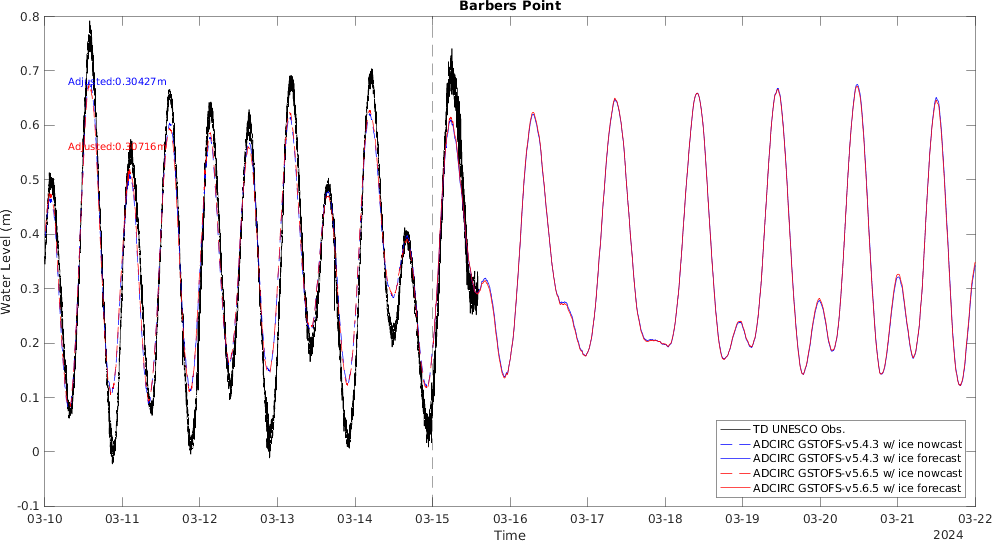 Barbers Point
0.8
0.7
0.6
0.5
0.4
0.3
0.2
0.1
0
-0.1
Water Level (m)
Adjusted:0.30427m
Adjusted:0.30716m
TD UNESCO Obs.
ADCIRC GSTOFS-v5.4.3 w/ ice nowcast
ADCIRC GSTOFS-v5.4.3 w/ ice forecast
ADCIRC GSTOFS-v5.6.5 w/ ice nowcast
ADCIRC GSTOFS-v5.6.5 w/ ice forecast
03-10 03-11 03-12 03-13 03-14 03-15 03-16 03-17 03-18 03-19 03-20 03-21 03-22
Time
2024